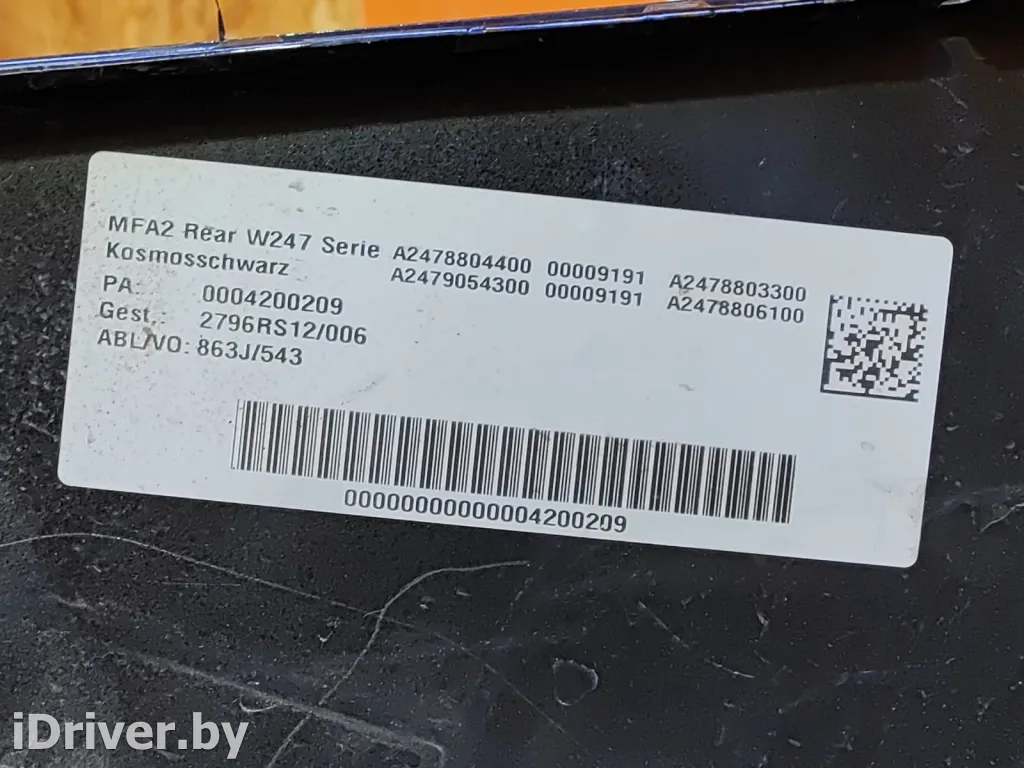 MFA2 Rear W247 Serie A2478804400 00009191 A2478803300
Kosmosschwarz A2479054300 00009191 A2478806100
PA: 0004200209
Gest.: 2796RS12/006
ABL/VO: 863J/543
00000000000004200209
iDriver.by